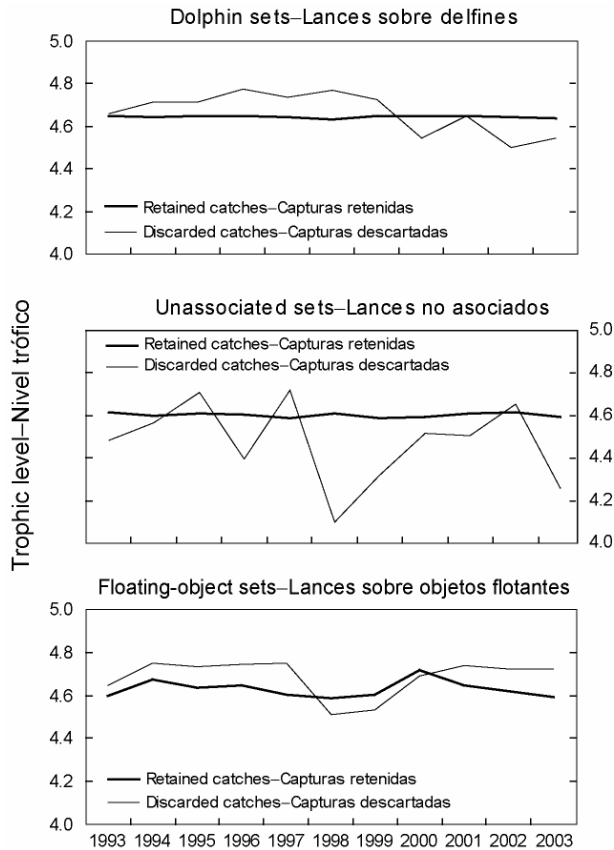 Dolphin sets–Lances sobre delfines
5.0
4.8
4.6
4.4
4.2
4.0
Retained catches–Capturas retenidas
Discarded catches–Capturas descartadas
Trophic level–Nivel trófico
Unassociated sets–Lances no asociados
Retained catches–Capturas retenidas
Discarded catches–Capturas descartadas
5.0
4.8
4.6
4.4
4.2
4.0
Floating-object sets–Lances sobre objetos flotantes
5.0
4.8
4.6
4.4
4.2
4.0
Retained catches–Capturas retenidas
Discarded catches–Capturas descartadas
1993 1994 1995 1996 1997 1998 1999 2000 2001 2002 2003